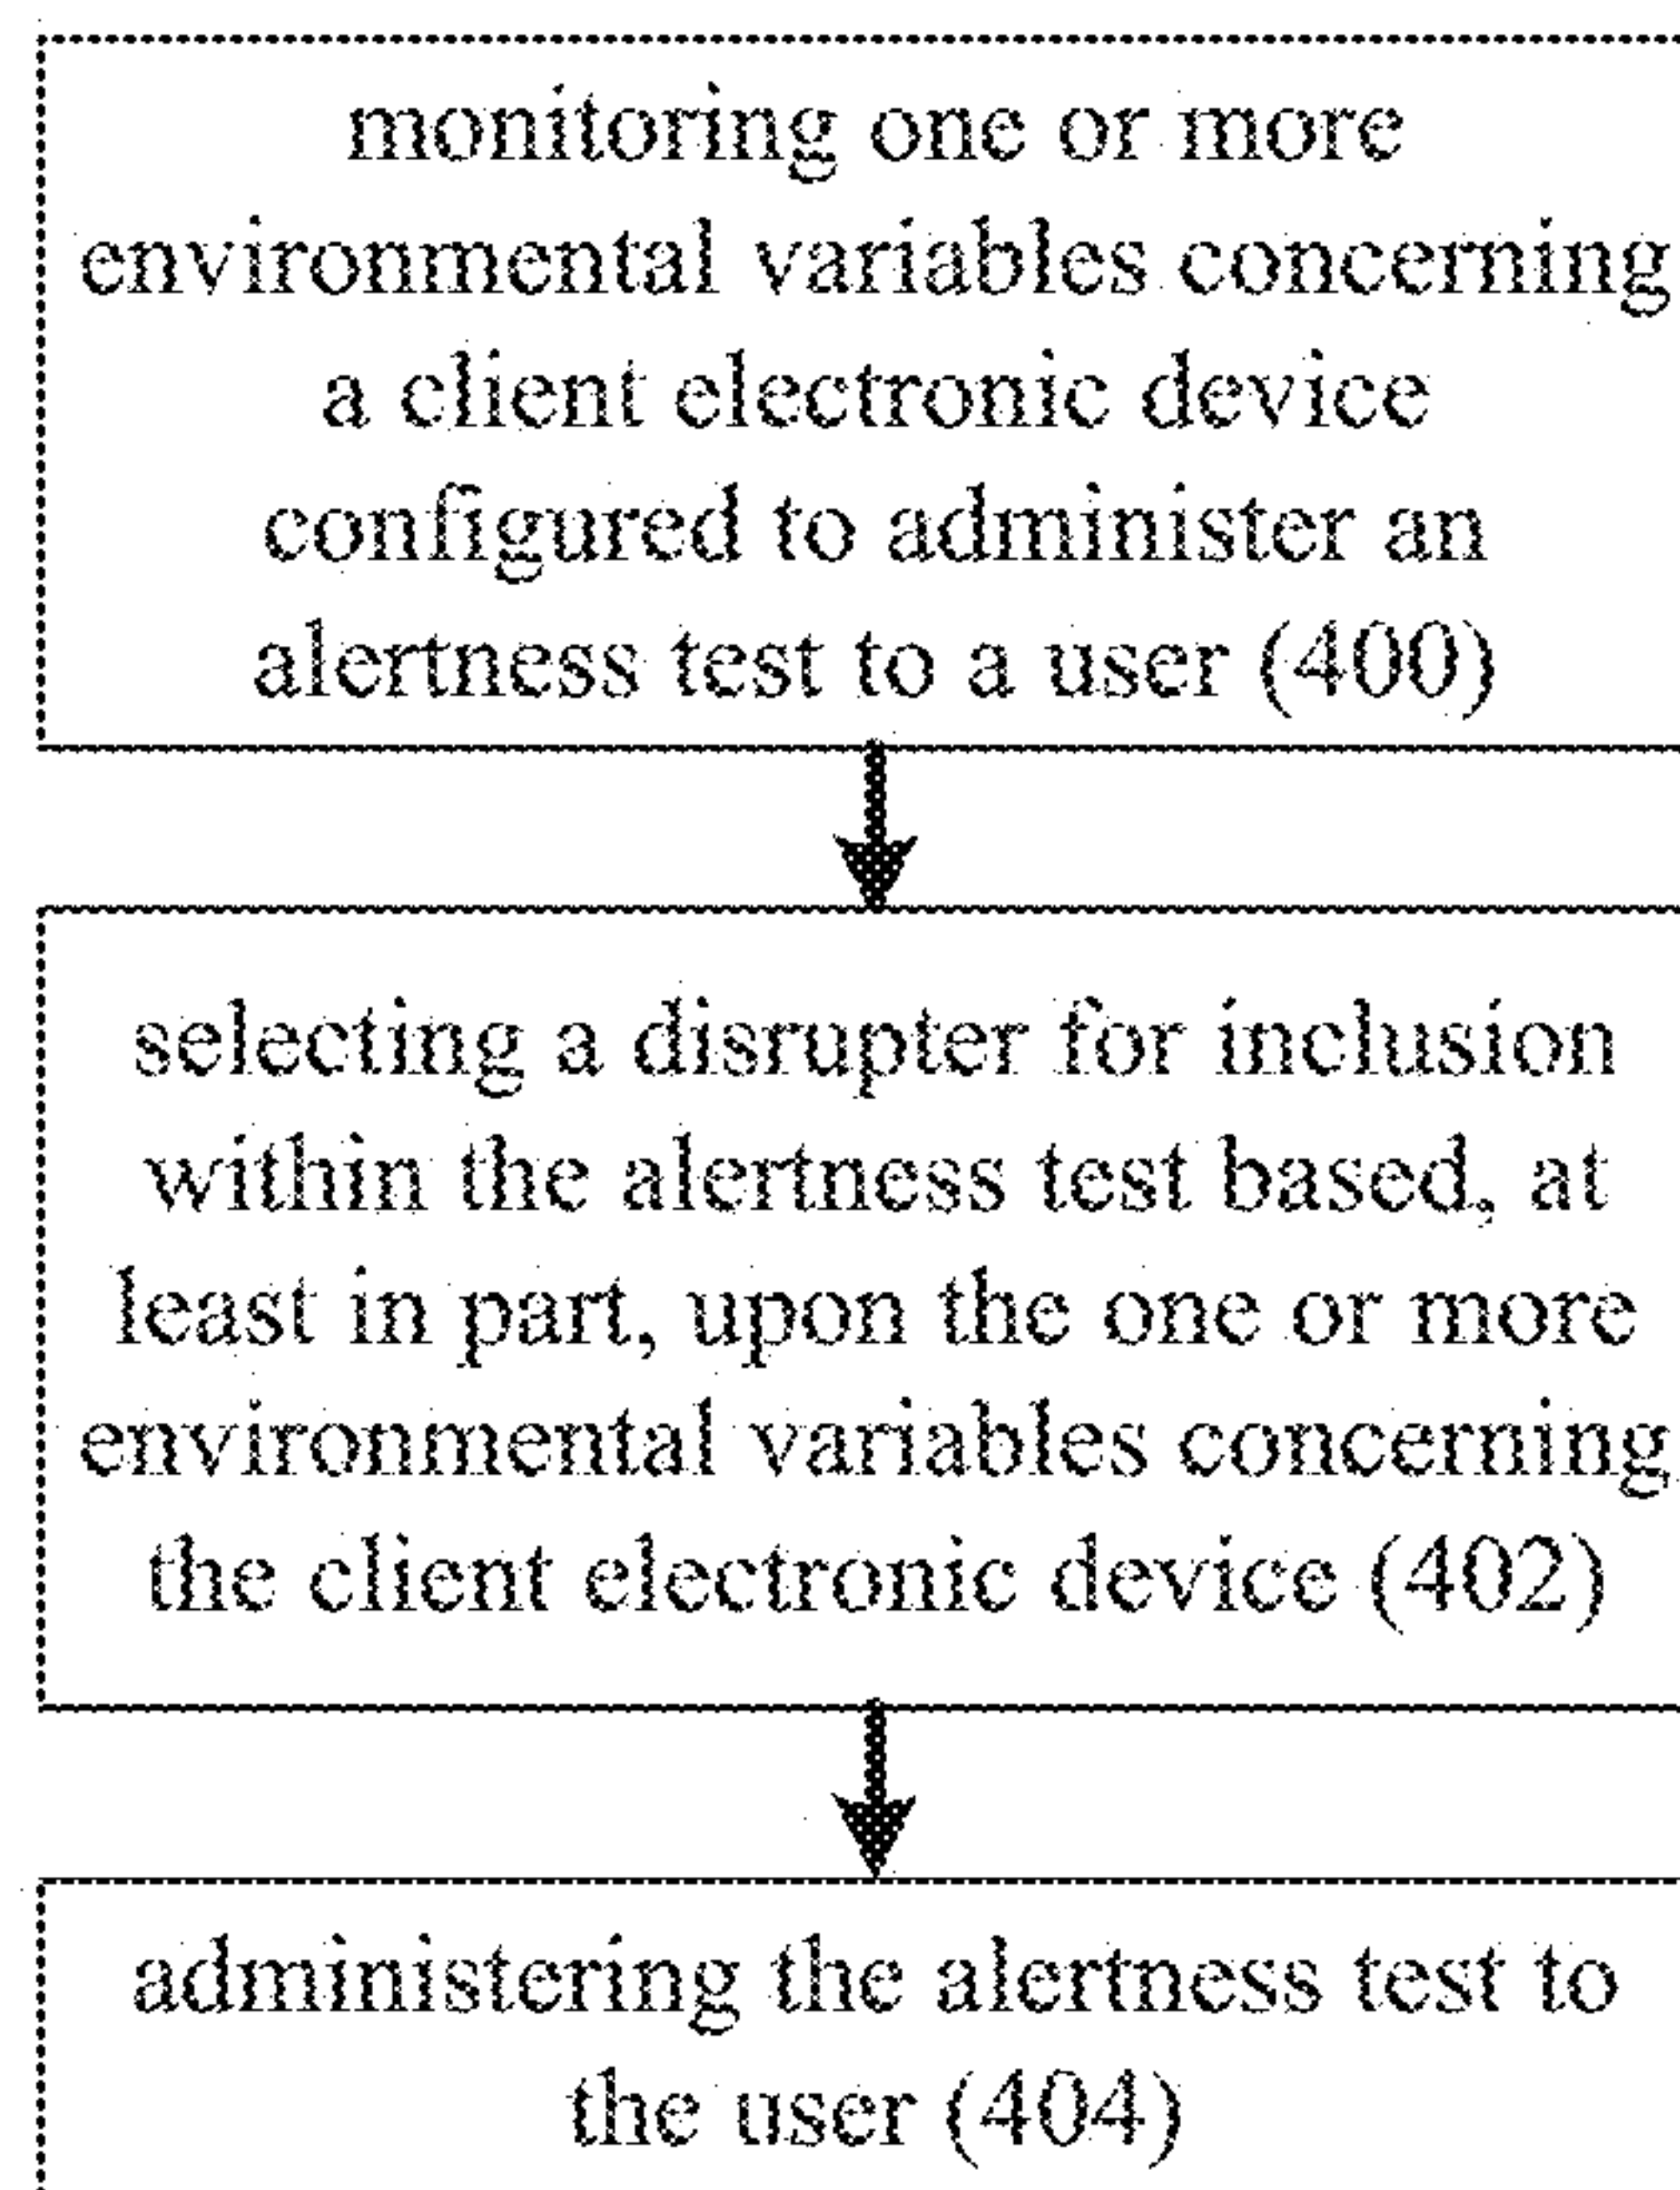 monitoring one or more
environmental variables concerning
a client electronic device
configured to administer an
alertness test to a user (400)
selecting a disrupter for inclusion
within the alertness test based, at
least in part, upon the one or more
environmental variables concerning
the client electronic device (402)
administering the alertness test to
the user (404)